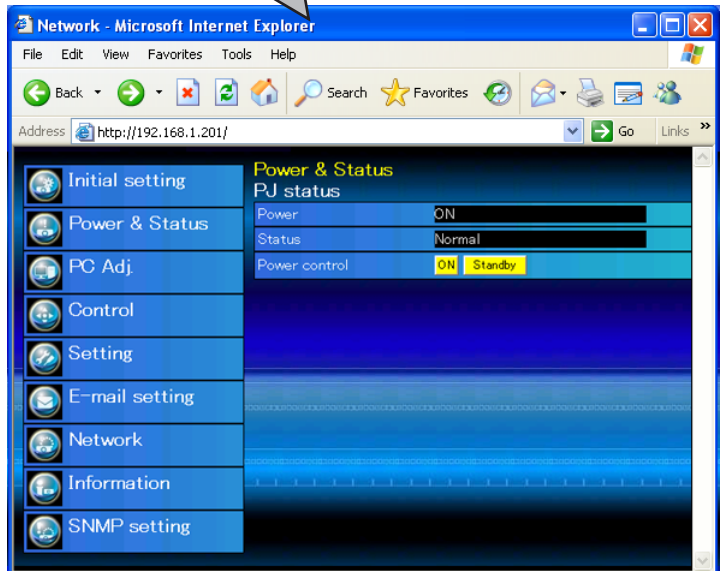 Network - Microsoft Internet Explorer
File Edit View Favorites Tools Help
Back Search Favorites
Address http://192.168.1.201/ Go Links »
Initial setting
Power & Status
PC Adj.
Control
Setting
E-mail setting
Network
Information
SNMP setting
Power & Status
PJ status
Power ON
Status Normal
Power control ON Standby